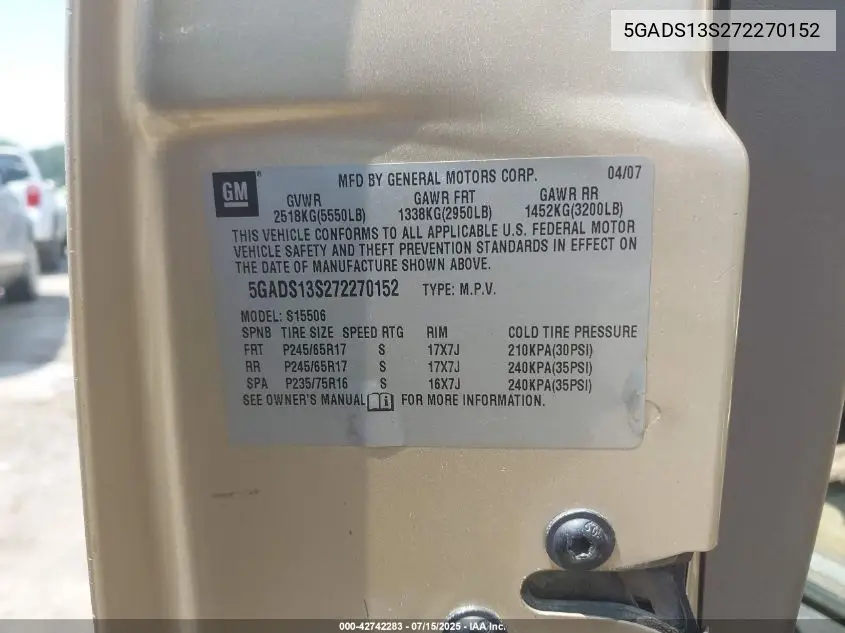 5GADS13S272270152
GM
MFD BY GENERAL MOTORS CORP. 04/07
GVWR GAWR FRT GAWR RR
2518KG(5550LB) 1338KG(2950LB) 1452KG(3200LB)
THIS VEHICLE CONFORMS TO ALL APPLICABLE U.S. FEDERAL MOTOR
VEHICLE SAFETY AND THEFT PREVENTION STANDARDS IN EFFECT ON
THE DATE OF MANUFACTURE SHOWN ABOVE.
5GADS13S272270152 TYPE: M.P.V.
MODEL: S15506
SPNB TIRE SIZE SPEED RTG RIM COLD TIRE PRESSURE
FRT P245/65R17 S 17X7J 210KPA(30PSI)
RR P245/65R17 S 17X7J 240KPA(35PSI)
SPA P235/75R16 S 16X7J 240KPA(35PSI)
SEE OWNER'S MANUAL FOR MORE INFORMATION.
000-42742283 - 07/15/2025 - IAA Inc.